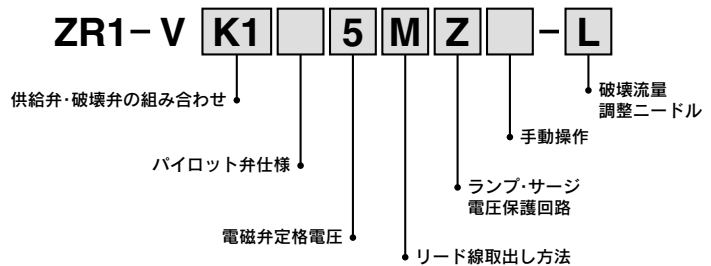 ZR1-V K1 5 M Z - L
供給弁･破壊弁の組み合わせ
破壊流量
調整ニードル
手動操作
パイロット弁仕様
ランプ･サージ
電圧保護回路
電磁弁定格電圧
リード線取出し方法